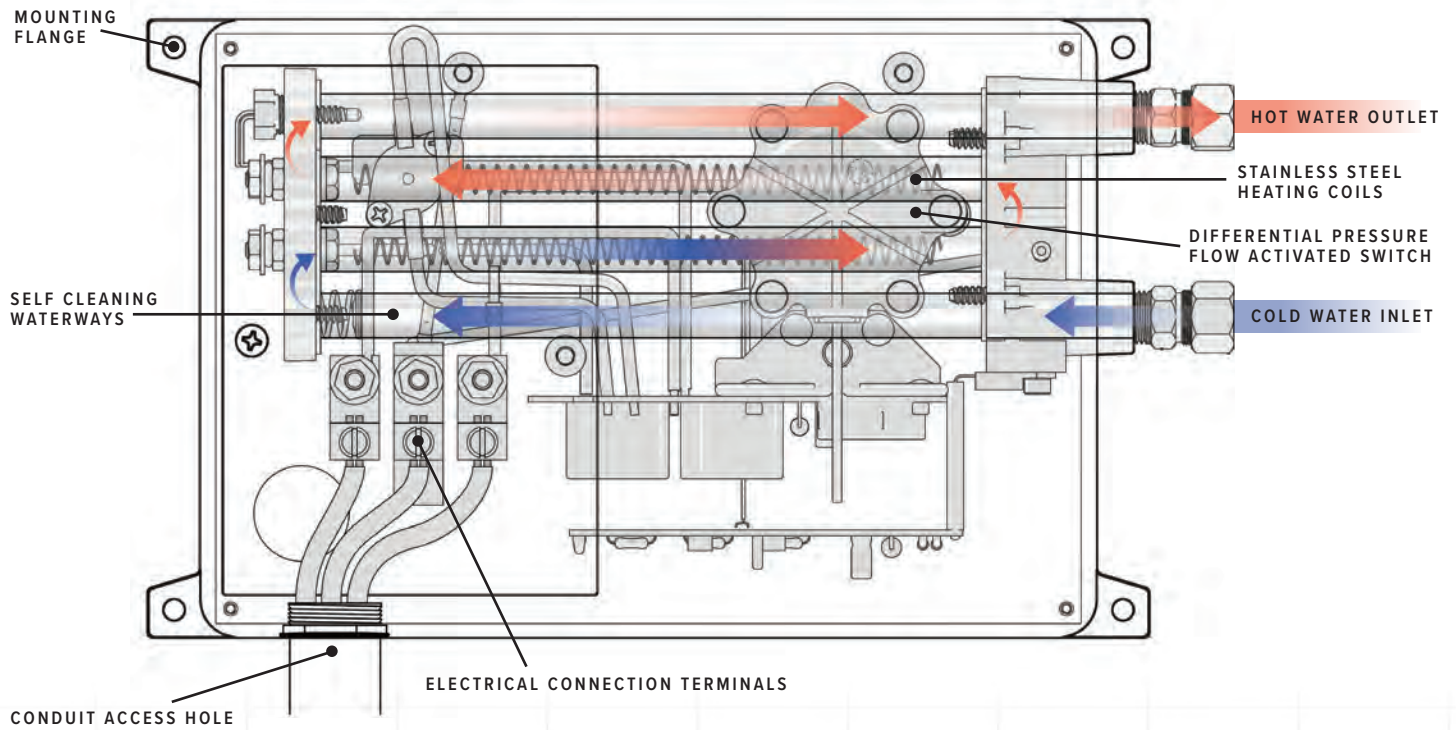 MOUNTING
FLANGE
HOT WATER OUTLET
STAINLESS STEEL
HEATING COILS
DIFFERENTIAL PRESSURE
FLOW ACTIVATED SWITCH
SELF CLEANING
WATERWAYS
COLD WATER INLET
ELECTRICAL CONNECTION TERMINALS
CONDUIT ACCESS HOLE